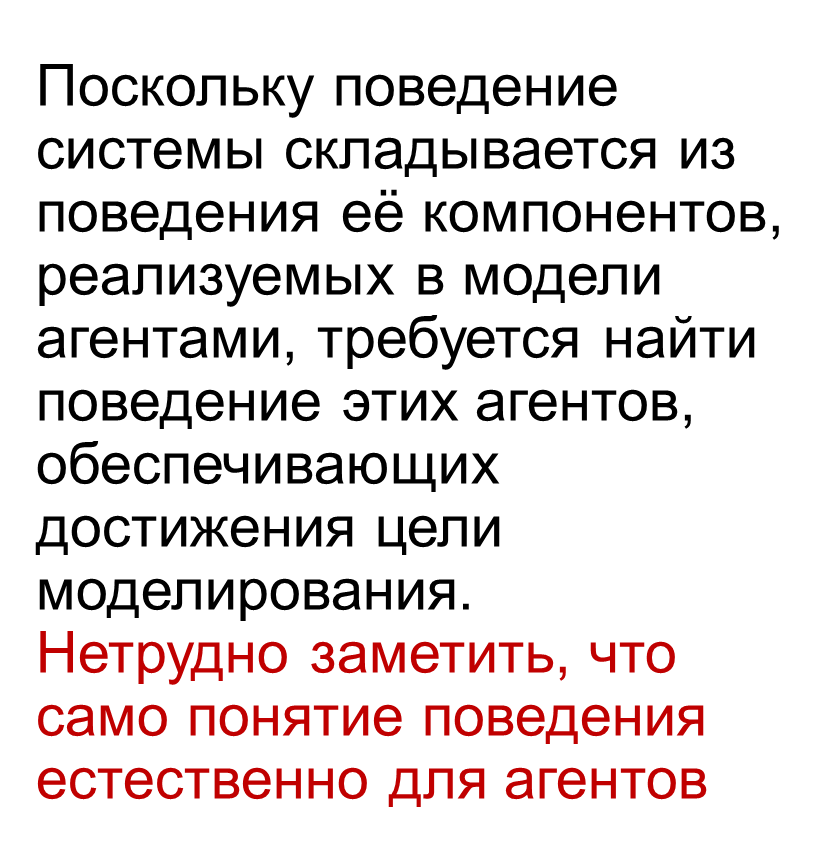 Поскольку поведение
системы складывается из
поведения её компонентов,
реализуемых в модели
агентами, требуется найти
поведение этих агентов,
обеспечивающих
достижения цели
моделирования.
Нетрудно заметить, что
само понятие поведения
естественно для агентов